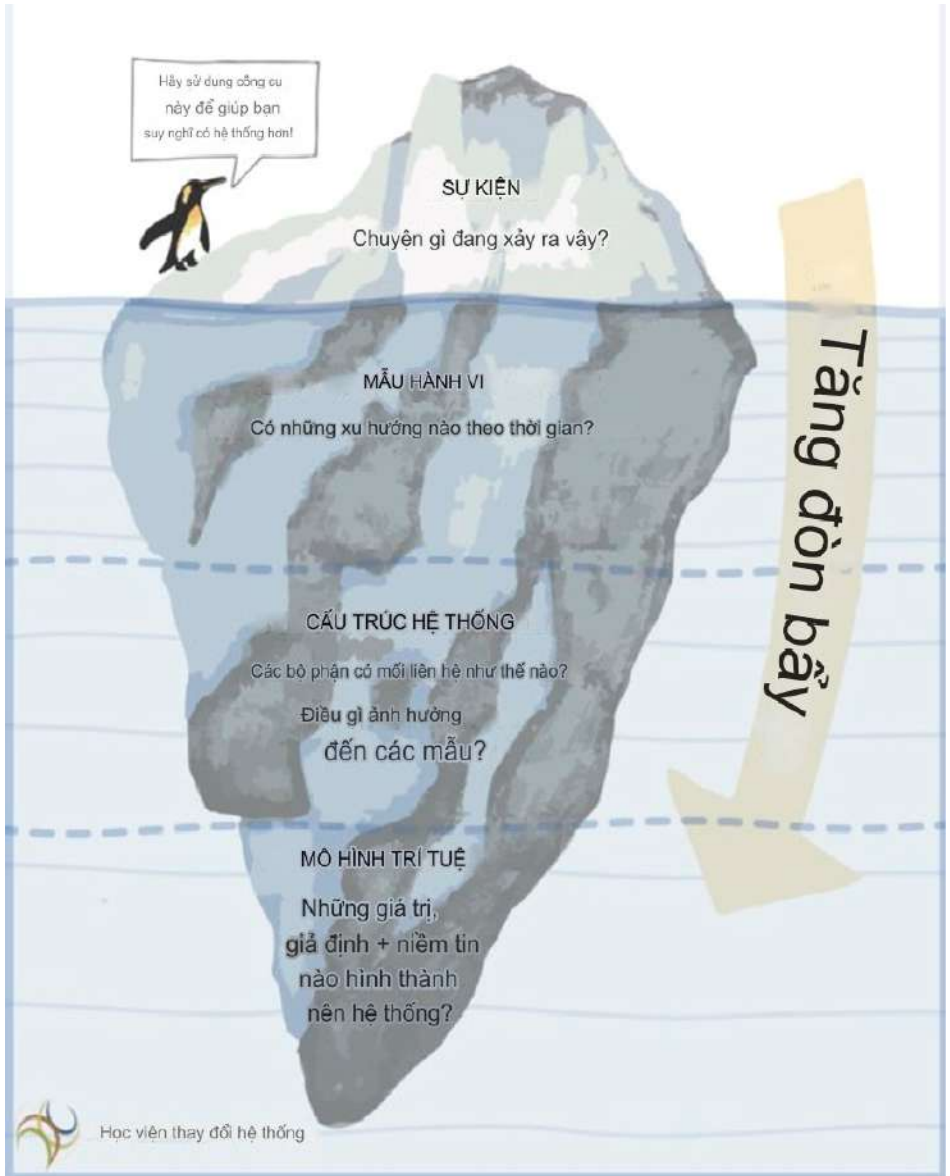 Hãy sử dụng công cu
này để giúp bạn
suy nghĩ có hệ thống hơn!
SỰ KIỆN
Chuyện gì đang xảy ra vậy?
MẪU HÀNH VI
Có những xu hướng nào theo thời gian?
Tăng đòn bẩy
CẤU TRÚC HỆ THỐNG
Các bộ phận có mối liên hệ như thế nào?
Điều gì ảnh hưởng
đến các mẫu?
MÔ HÌNH TRÍ TUỆ
Những giá trị,
giả định + niềm tin
nào hình thành
nên hệ thống?
Học viện thay đổi hệ thống